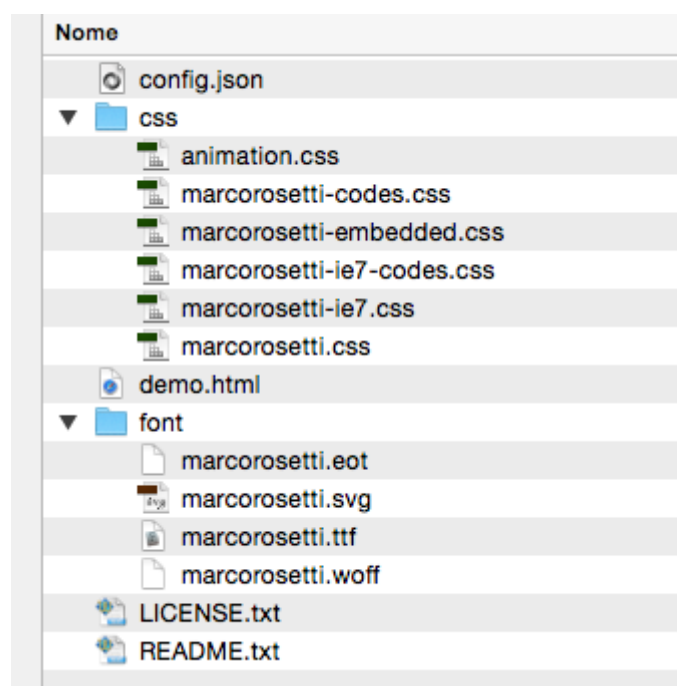 Nome
config.json
css
animation.css
marcorosetti-codes.css
marcorosetti-embedded.css
marcorosetti-ie7-codes.css
marcorosetti-ie7.css
marcorosetti.css
demo.html
font
marcorosetti.eot
marcorosetti.svg
marcorosetti.ttf
marcorosetti.woff
LICENSE.txt
README.txt